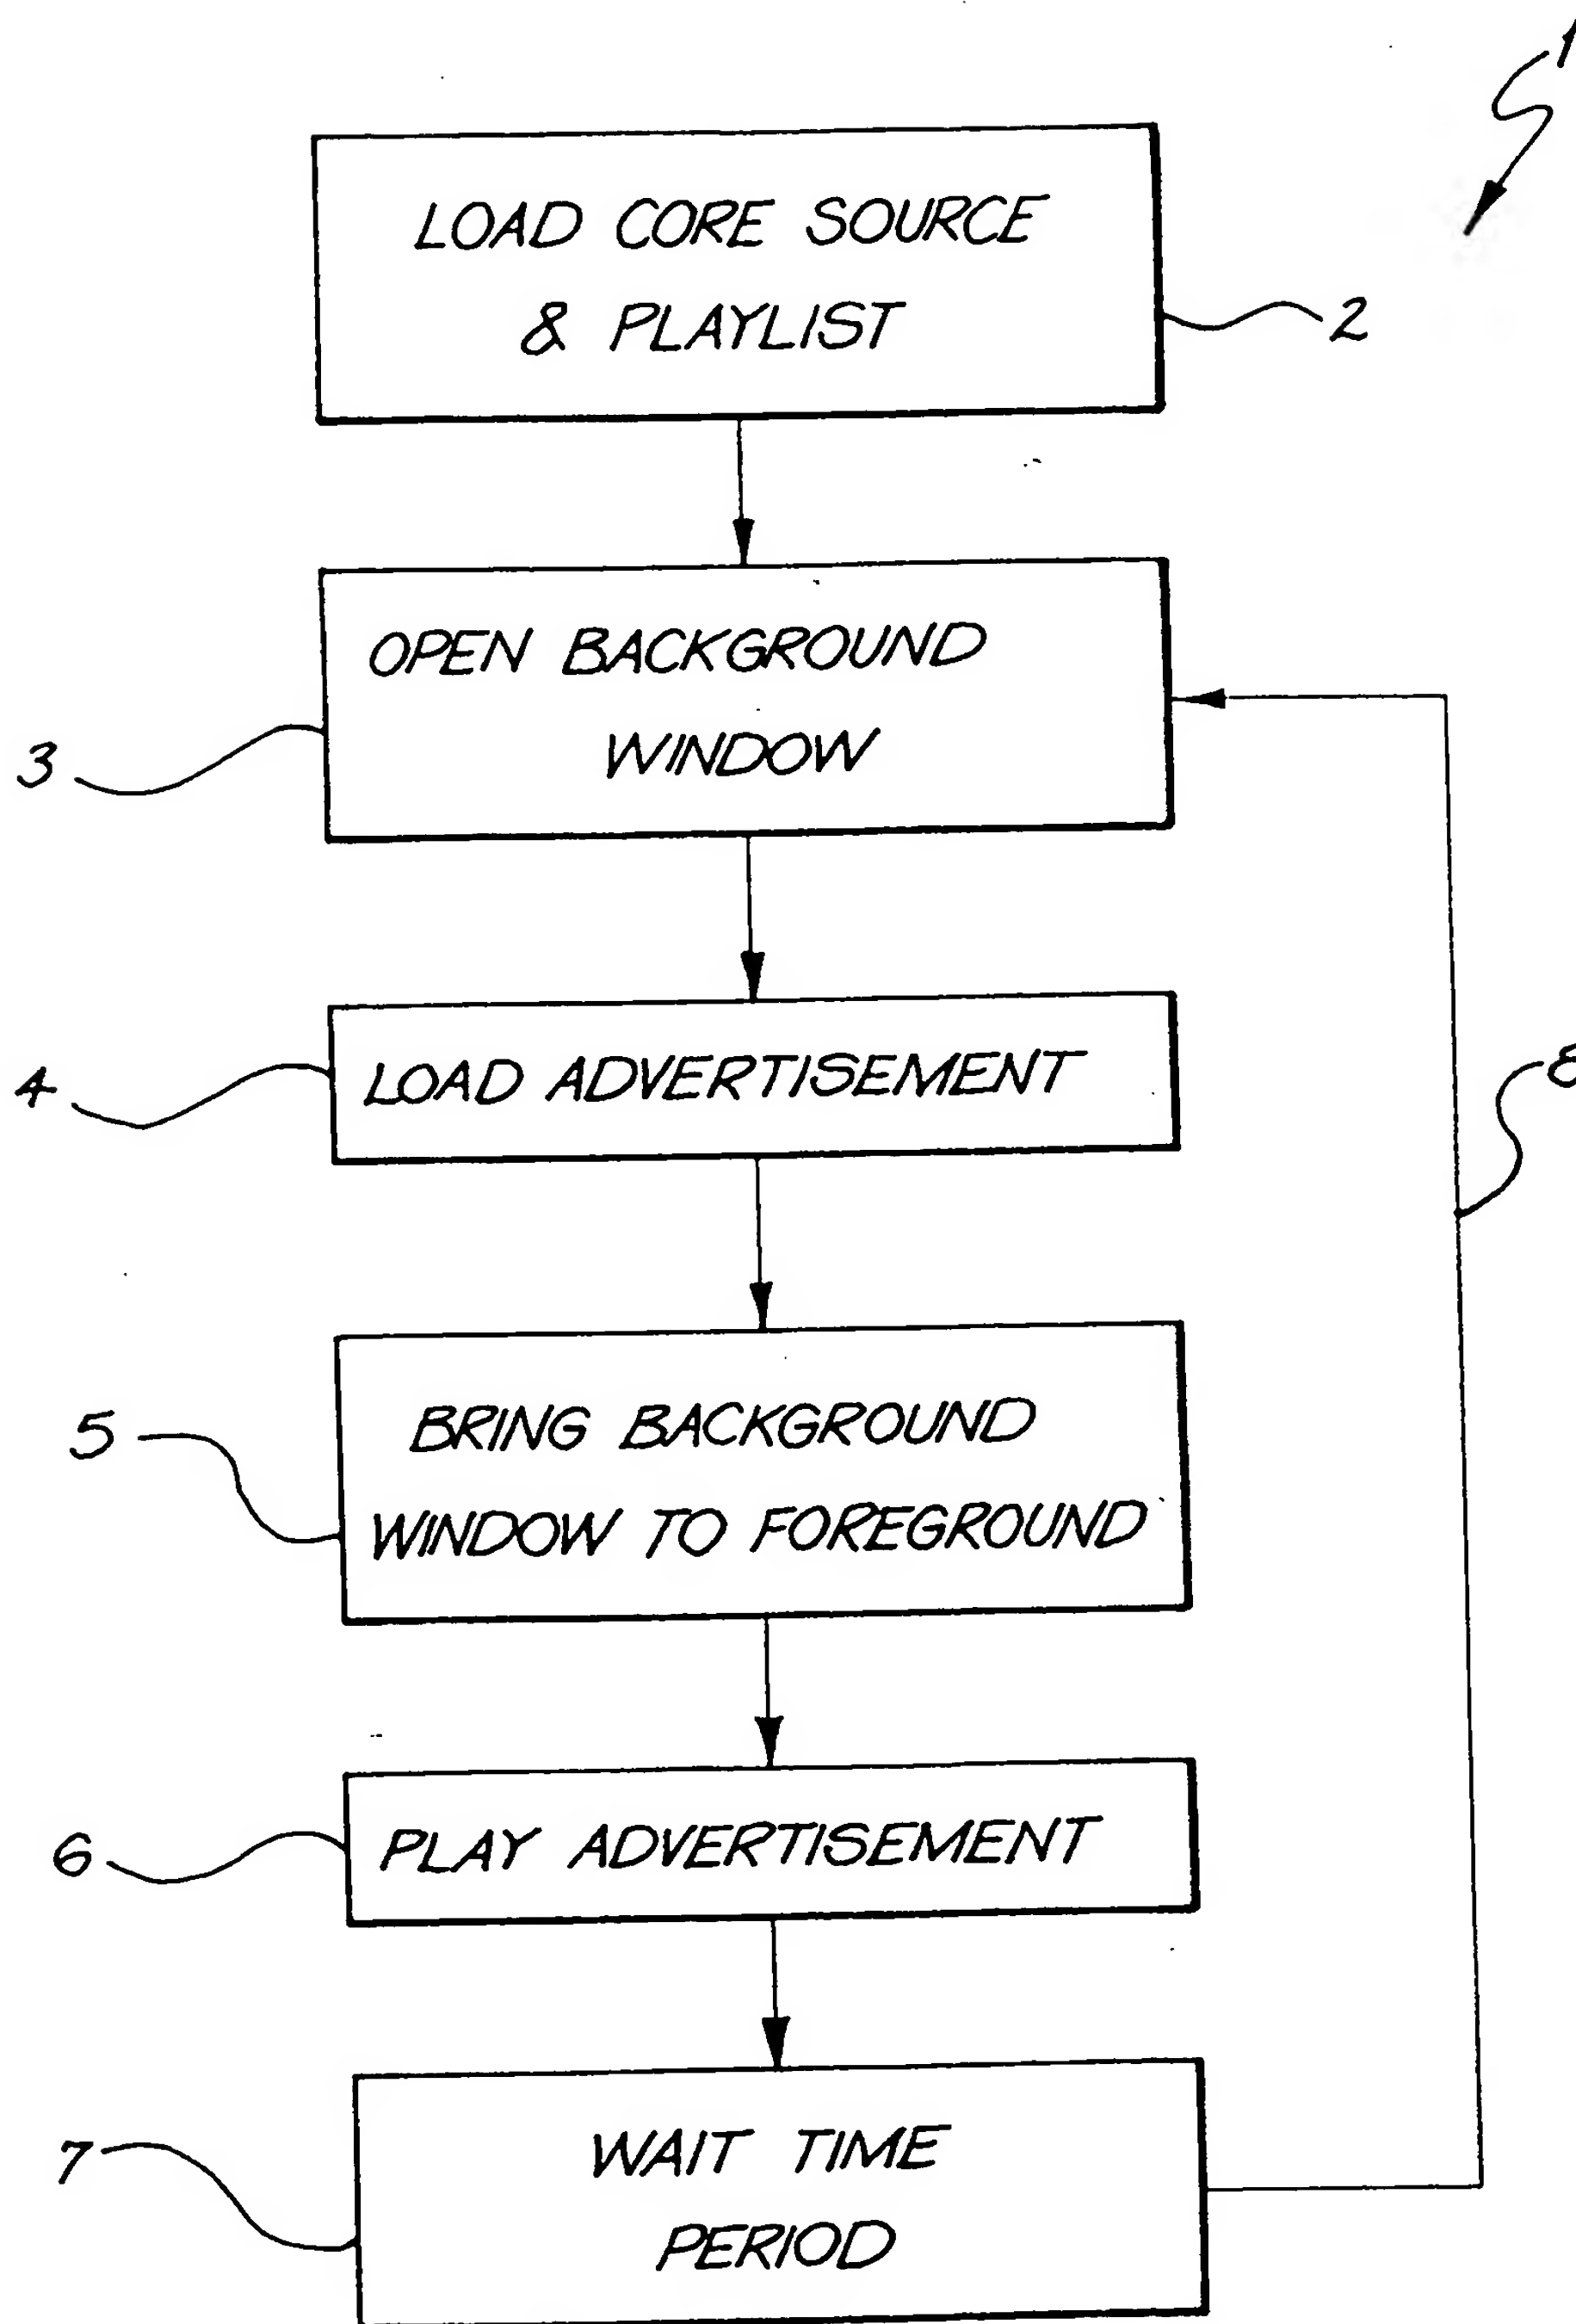 1
LOAD CORE SOURCE
& PLAYLIST
2
OPEN BACKGROUND
WINDOW
3
LOAD ADVERTISEMENT
4
8
BRING BACKGROUND
WINDOW TO FOREGROUND
5
PLAY ADVERTISEMENT
6
WAIT TIME
PERIOD
7